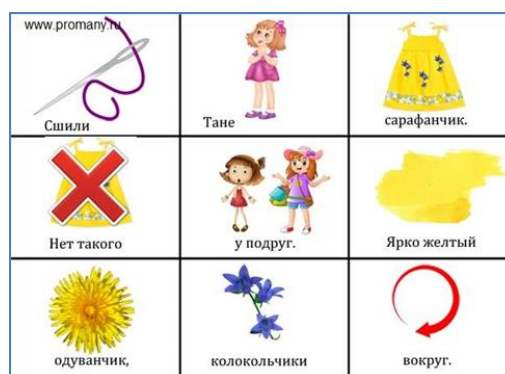 www.promany.ru
Сшили
Тане
сарафанчик.
Нет такого
у подруг.
Ярко желтый
одуванчик,
колокольчики
вокруг.